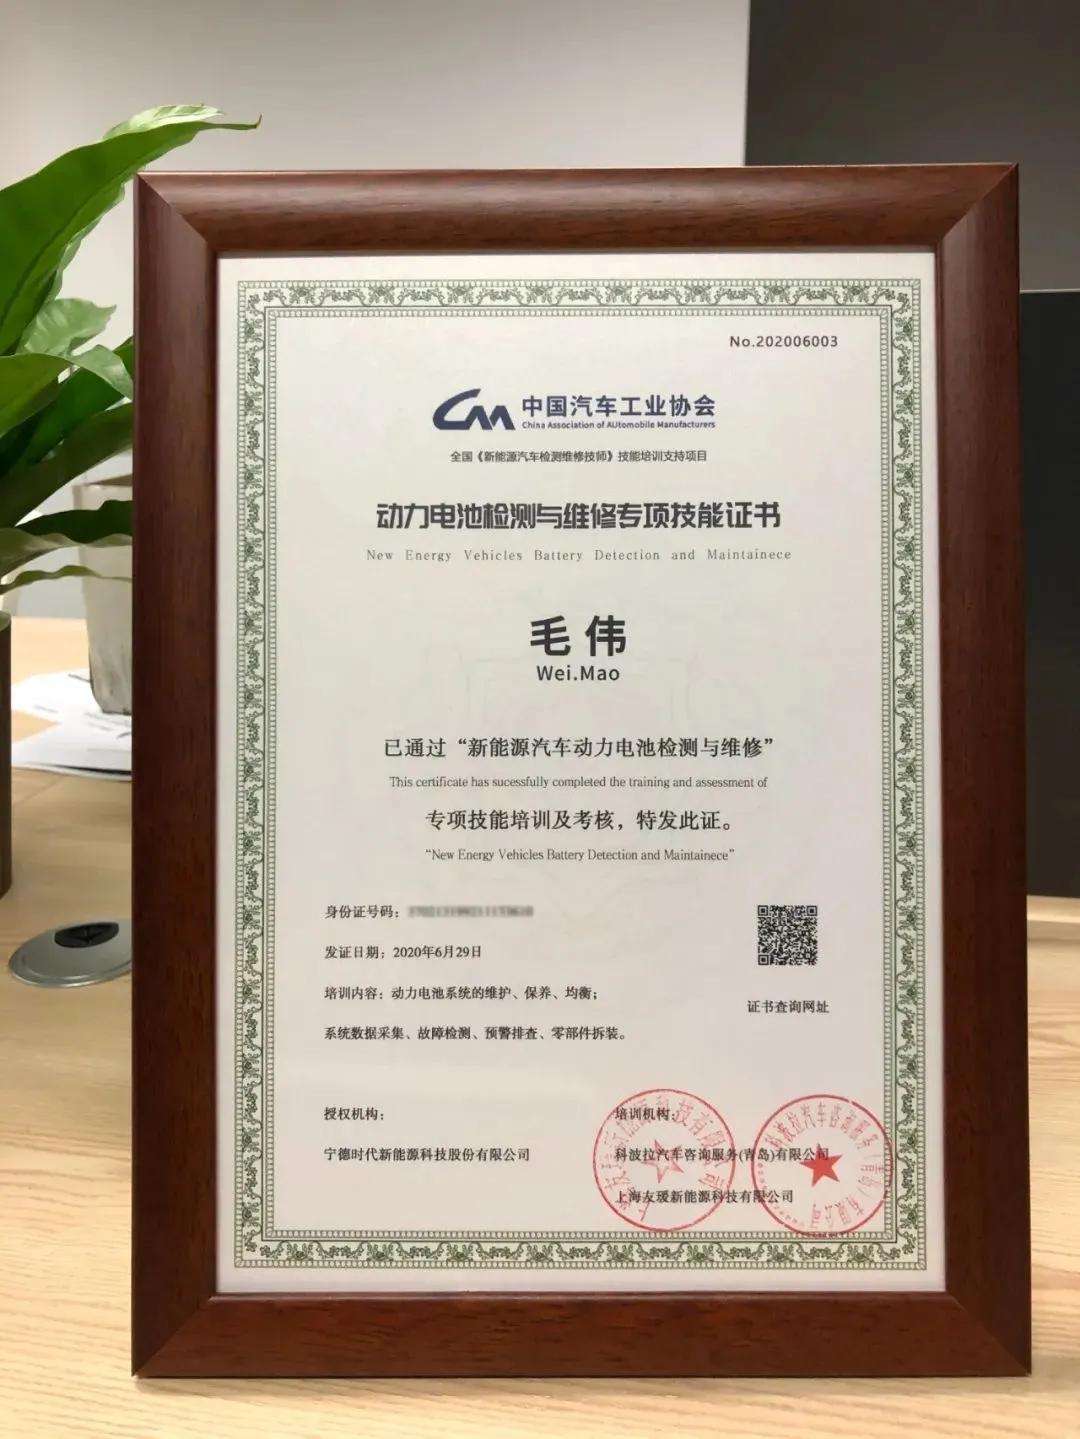 No.202006003
中国汽车工业协会
China Association of AUtomobile Manufacturers
全国《新能源汽车检测维修技师》技能培训支持项目
动力电池检测与维修专项技能证书
New Energy Vehicles Battery Detection and Maintainece
毛伟
Wei.Mao
已通过“新能源汽车动力电池检测与维修”
This certificate has sucessfully completed the training and assessment of
专项技能培训及考核，特发此证。
“New Energy Vehicles Battery Detection and Maintainece”
身份证号码：
发证日期：2020年6月29日
培训内容：动力电池系统的维护、保养、均衡；
系统数据采集、故障检测、预警排查、零部件拆装。
证书查询网址
授权机构：
宁德时代新能源科技股份有限公司
培训机构：
科波拉汽车咨询服务(青岛)有限公司
上海友瑷新能源科技有限公司